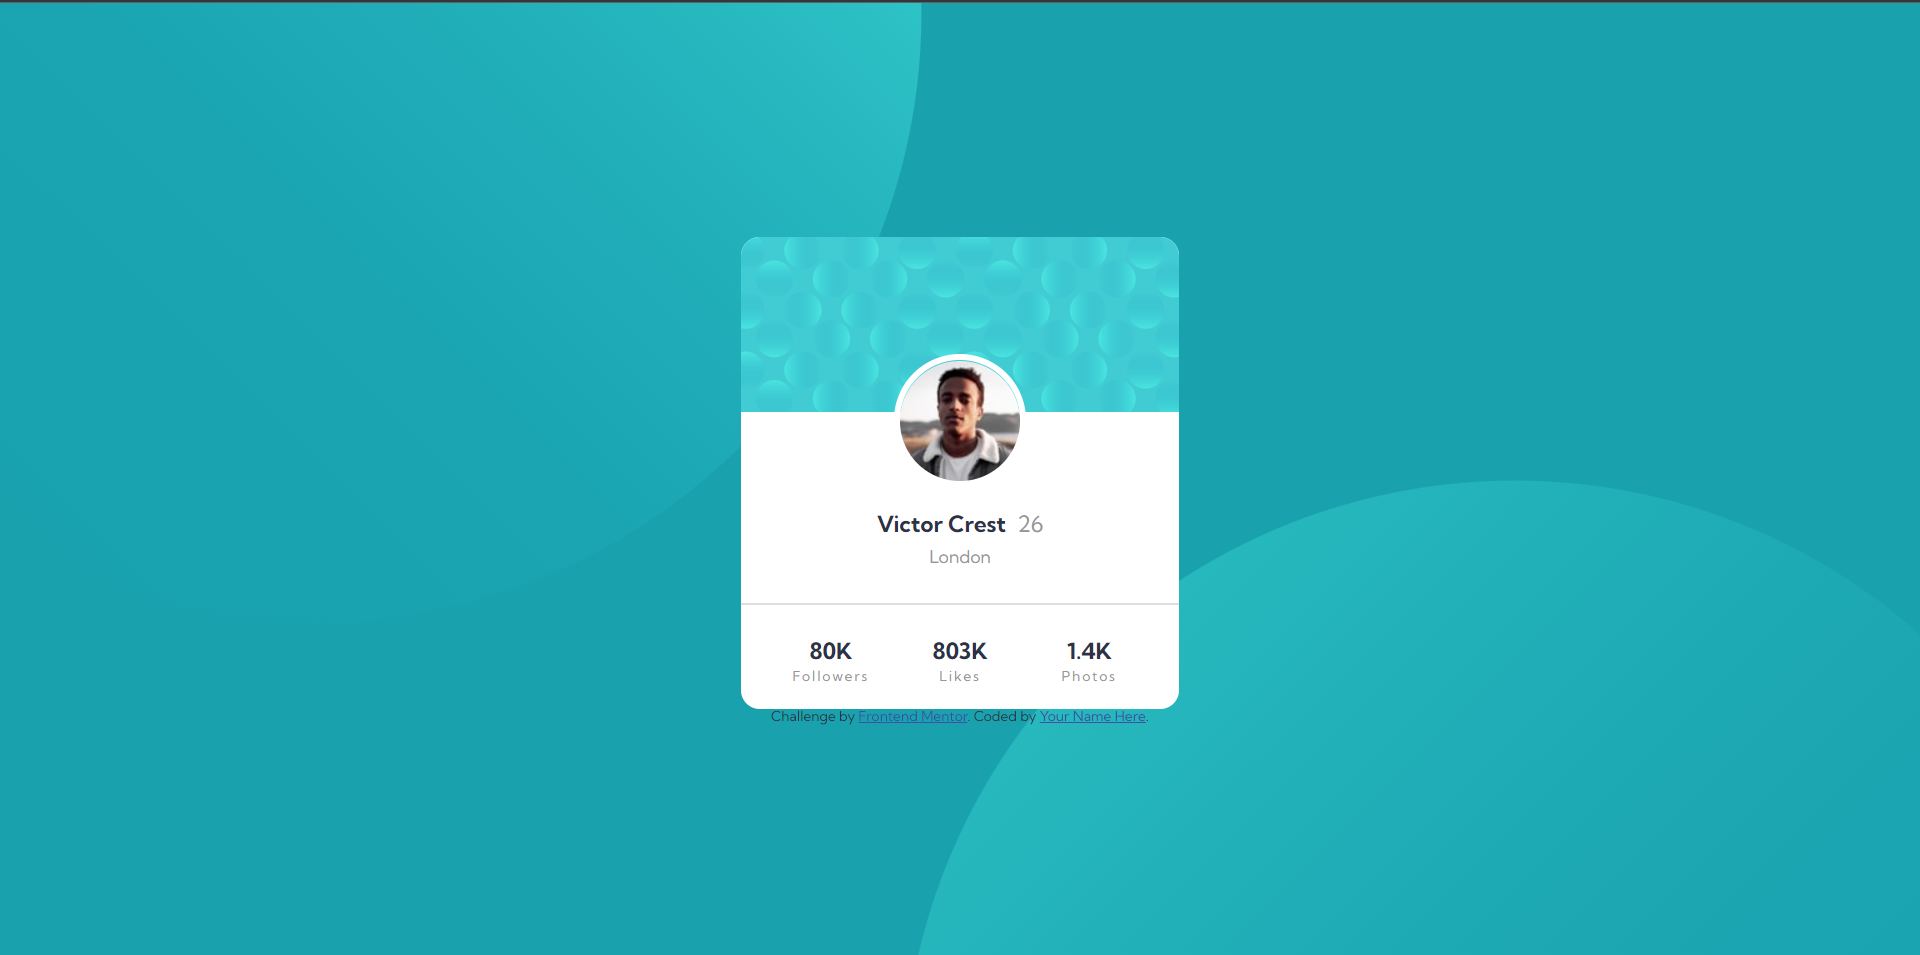 Victor Crest 26
London
80K 803K 1.4K
Followers Likes Photos
Challenge by Frontend Mentor. Coded by Your Name Here.